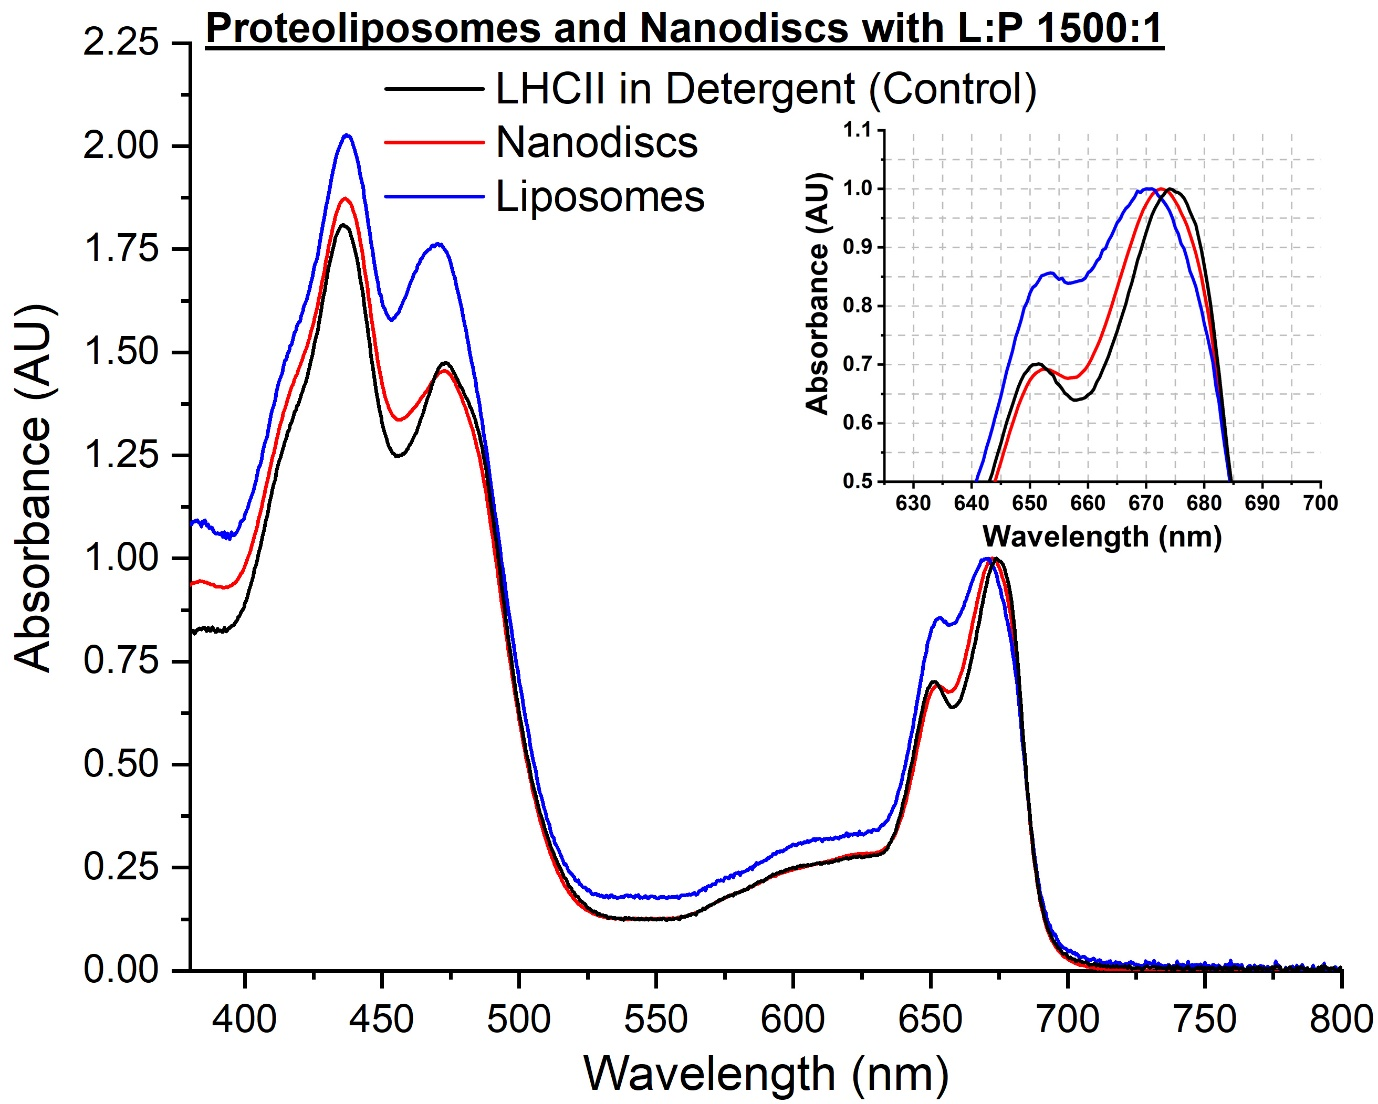 Proteoliposomes and Nanodiscs with L:P 1500:1
LHCII in Detergent (Control)
Nanodiscs
Liposomes
Absorbance (AU)
2.25
2.00
1.75
1.50
1.25
1.00
0.75
0.50
0.25
0.00
400 450 500 550 600 650 700 750 800
Wavelength (nm)
Absorbance (AU)
1.1
1.0
0.9
0.8
0.7
0.6
0.5
630 640 650 660 670 680 690 700
Wavelength (nm)